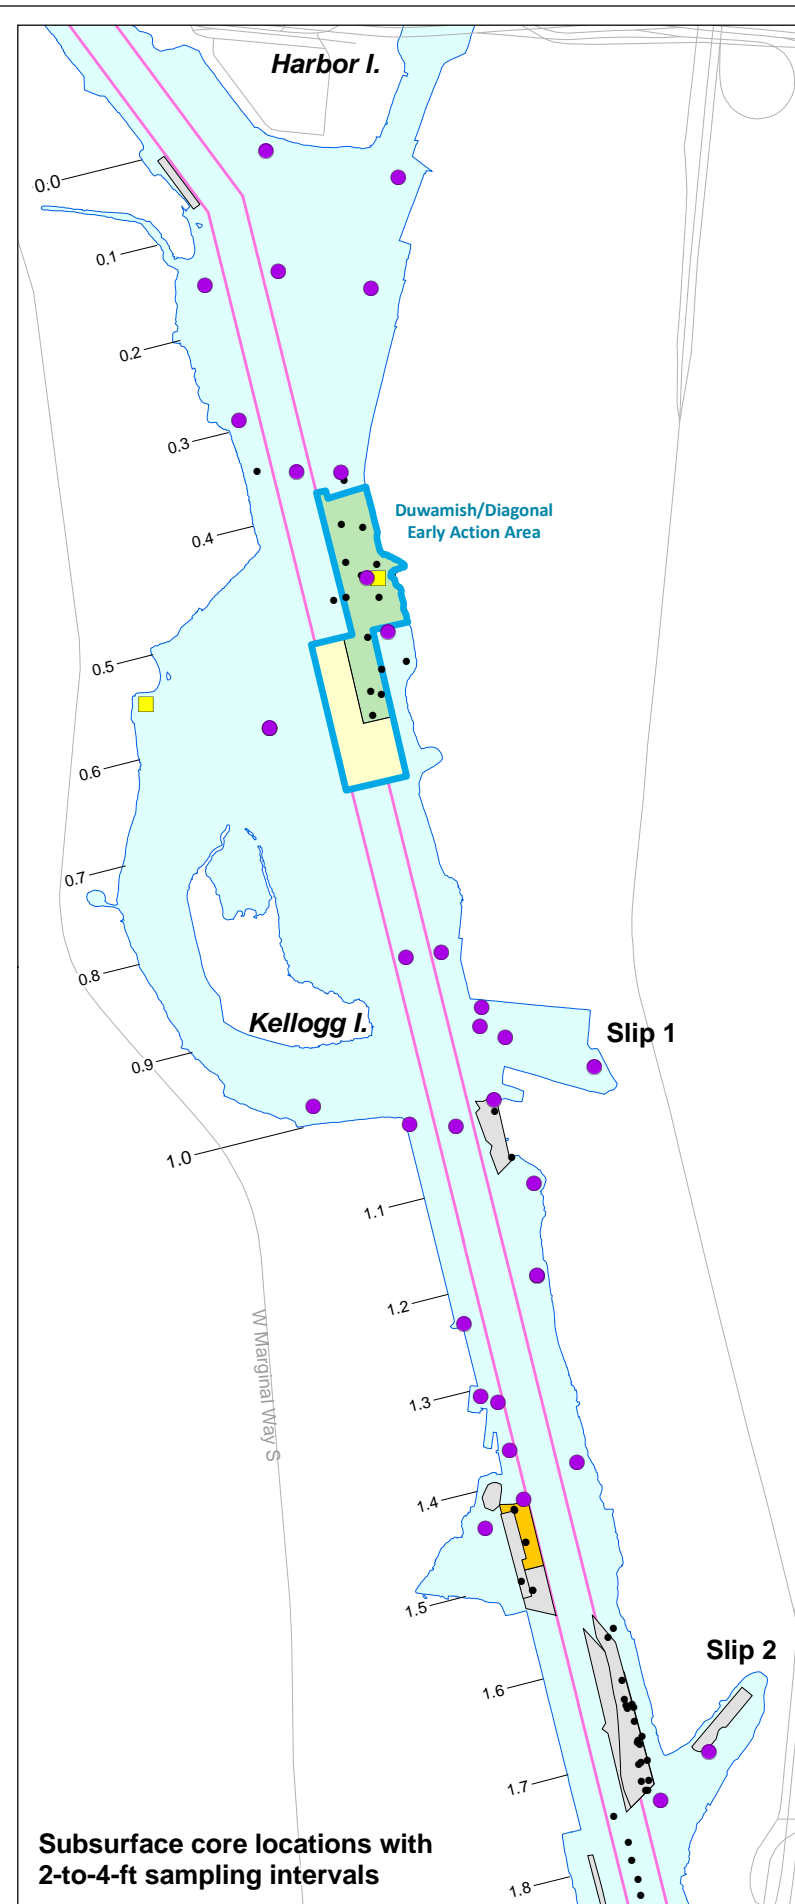 Harbor I.
0.0
0.1
0.2
0.3
0.4
Duwamish/Diagonal
Early Action Area
0.5
0.6
0.7
0.8
Kellogg I.
Slip 1
0.9
1.0
1.1
1.2
W Marginal Way S
1.3
1.4
1.5
Slip 2
1.6
1.7
Subsurface core locations with
2-to-4-ft sampling intervals
1.8